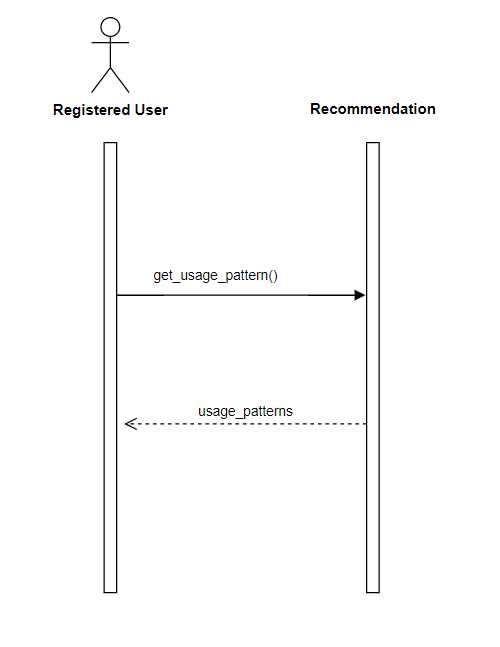 Registered User
Recommendation
get_usage_pattern()
usage_patterns